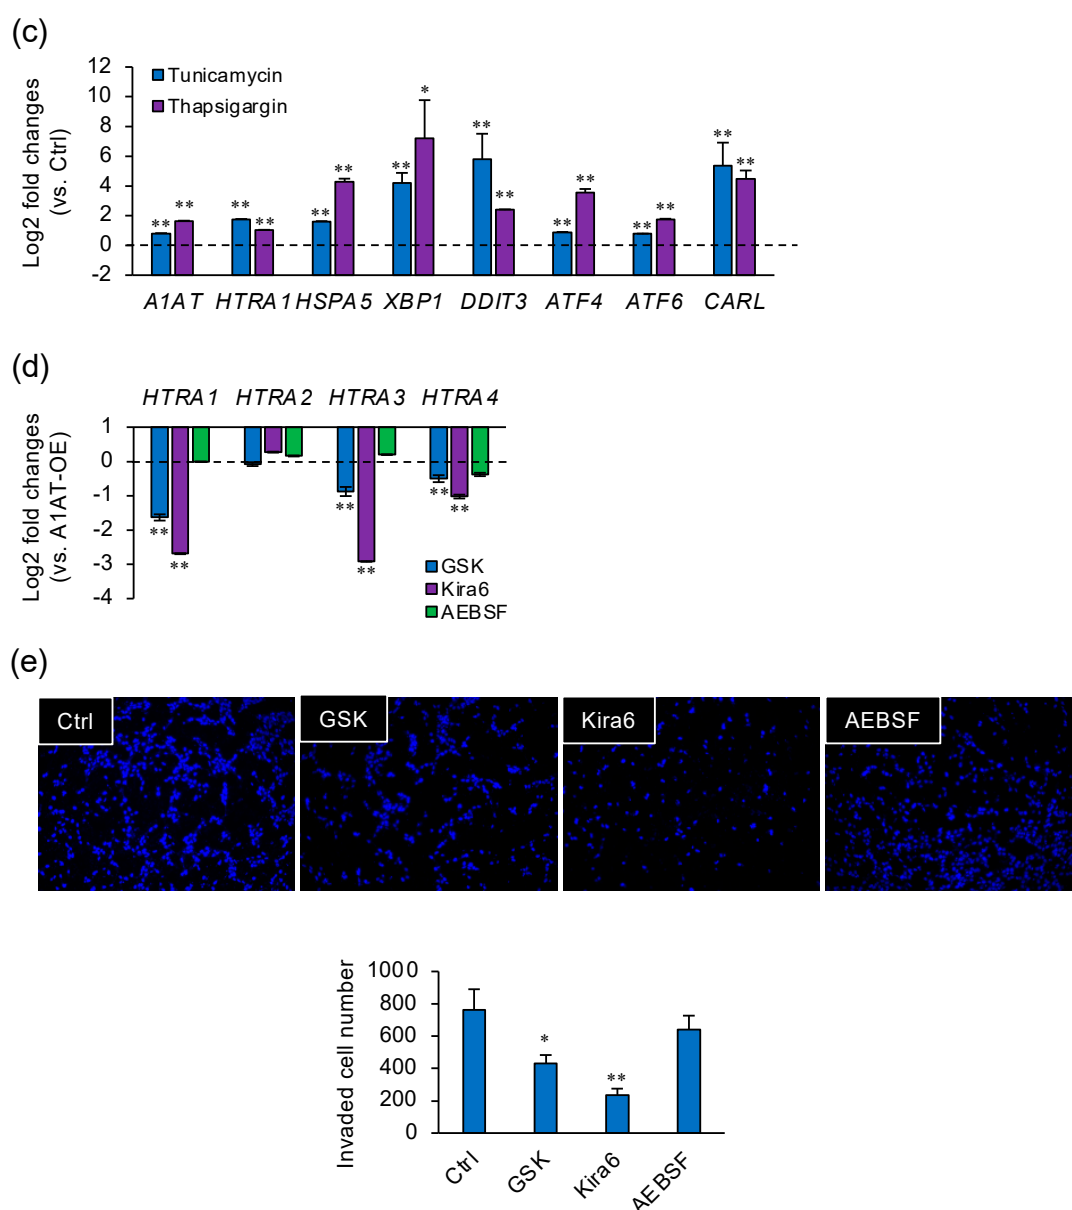 (c)
Log2 fold changes
(vs. Ctrl)
12
10
8
6
4
2
0
-2
Tunicamycin
Thapsigargin
** ** ** ** ** ** ** * ** ** ** ** ** ** ** **
A1AT HTRA1 HSPA5 XBP1 DDIT3 ATF4 ATF6 CARL
(d)
HTRA1 HTRA2 HTRA3 HTRA4
Log2 fold changes
(vs. A1AT-OE)
1
0
-1
-2
-3
-4
** ** ** ** ** **
GSK
Kira6
AEBSF
(e)
Ctrl GSK Kira6 AEBSF
Invaded cell number
1000
800
600
400
200
0
* **
Ctrl GSK Kira6 AEBSF